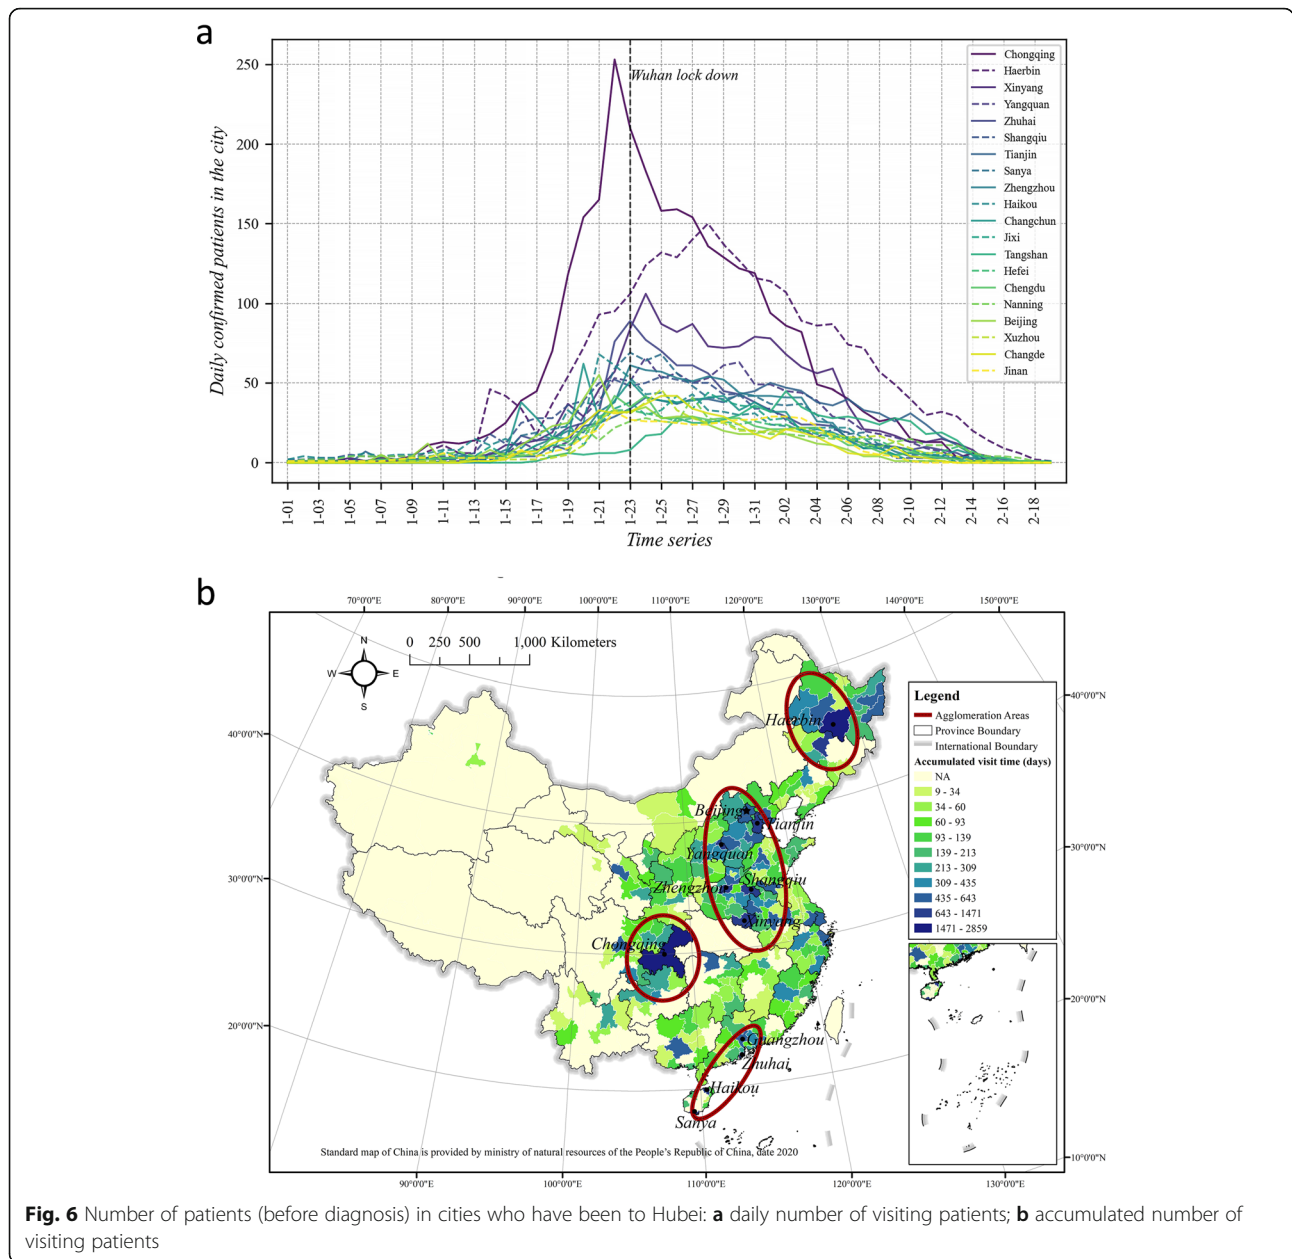 a
Daily confirmed patients in the city
250
200
150
100
50
0
Wuhan lock down
Chongqing
Haerbin
Xinyang
Yangquan
Zhuhai
Shangqiu
Tianjin
Sanya
Zhengzhou
Haikou
Changchun
Jixi
Tangshan
Hefei
Chengdu
Nanning
Beijing
Xuzhou
Changde
Jinan
1-01 1-03 1-05 1-07 1-09 1-11 1-13 1-15 1-17 1-19 1-21 1-23 1-25 1-27 1-29 1-31 2-02 2-04 2-06 2-08 2-10 2-12 2-14 2-16 2-18
Time series
b
70°0'0"E 80°0'0"E 90°0'0"E 100°0'0"E 110°0'0"E 120°0'0"E 130°0'0"E 140°0'0"E 150°0'0"E
N
W E
S
0 250 500 1,000 Kilometers
40°0'0"N
30°0'0"N
20°0'0"N
Haerbin
Beijing
Tianjin
Yangquan
Shangqiu
Zhengzhou
Xinyang
Chongqing
Guangzhou
Zhuhai
Haikou
Sanya
Legend
Agglomeration Areas
Province Boundary
International Boundary
Accumulated visit time (days)
NA
9 - 34
34 - 60
60 - 93
93 - 139
139 - 213
213 - 309
309 - 435
435 - 643
643 - 1471
1471 - 2859
40°0'0"N
30°0'0"N
20°0'0"N
10°0'0"N
Standard map of China is provided by ministry of natural resources of the People's Republic of China, date 2020
90°0'0"E 100°0'0"E 110°0'0"E 120°0'0"E 130°0'0"E
Fig. 6 Number of patients (before diagnosis) in cities who have been to Hubei: a daily number of visiting patients; b accumulated number of
visiting patients